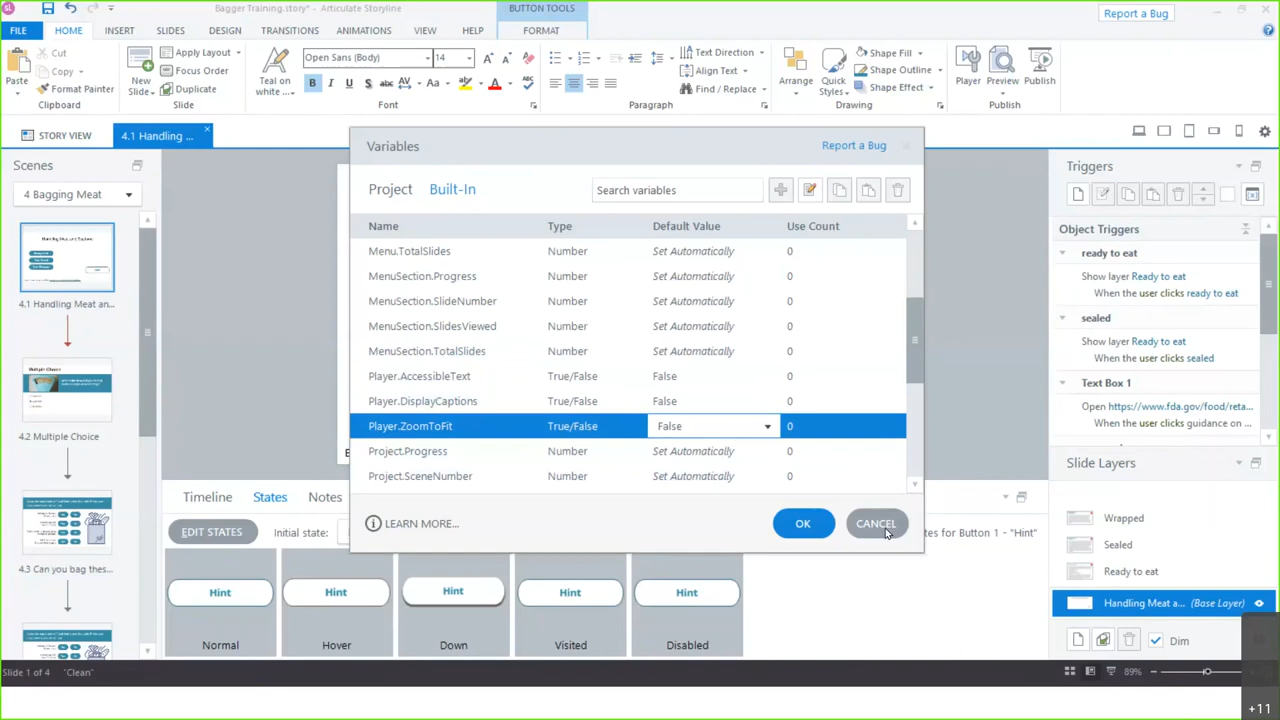 Bagger Training.story* - Articulate Storyline
BUTTON TOOLS
Report a Bug
FILE HOME INSERT SLIDES DESIGN TRANSITIONS ANIMATIONS VIEW HELP FORMAT
Paste
Cut
Copy
Format Painter
Clipboard
New Slide
Apply Layout
Focus Order
Duplicate
Slide
Teal on white ...
Open Sans (Body) 14
Font
Text Direction
Align Text
Find / Replace
Paragraph
Arrange
Quick Styles
Shape Fill
Shape Outline
Shape Effect
Drawing
Player
Preview
Publish
Publish
STORY VIEW
4.1 Handling ...
Scenes
4 Bagging Meat
4.1 Handling Meat an...
Multiple Choice
4.2 Multiple Choice
4.3 Can you bag thes...
Variables
Report a Bug
Project Built-In
Search variables
Name Type Default Value Use Count
Menu.TotalSlides Number Set Automatically 0
MenuSection.Progress Number Set Automatically 0
MenuSection.SlideNumber Number Set Automatically 0
MenuSection.SlidesViewed Number Set Automatically 0
MenuSection.TotalSlides Number Set Automatically 0
Player.AccessibleText True/False False 0
Player.DisplayCaptions True/False False 0
Player.ZoomToFit True/False False 0
Project.Progress Number Set Automatically 0
Project.SceneNumber Number Set Automatically 0
LEARN MORE...
OK
CANCEL
Timeline States Notes
EDIT STATES
Initial state:
tes for Button 1 - "Hint"
Hint Hint Hint Hint Hint
Normal Hover Down Visited Disabled
Triggers
Object Triggers
ready to eat
Show layer Ready to eat
When the user clicks ready to eat
sealed
Show layer Ready to eat
When the user clicks sealed
Text Box 1
Open https://www.fda.gov/food/reta...
When the user clicks guidance on ...
Slide Layers
Wrapped
Sealed
Ready to eat
Handling Meat a... (Base Layer)
Dim
Slide 1 of 4 "Clean"
89%
+11